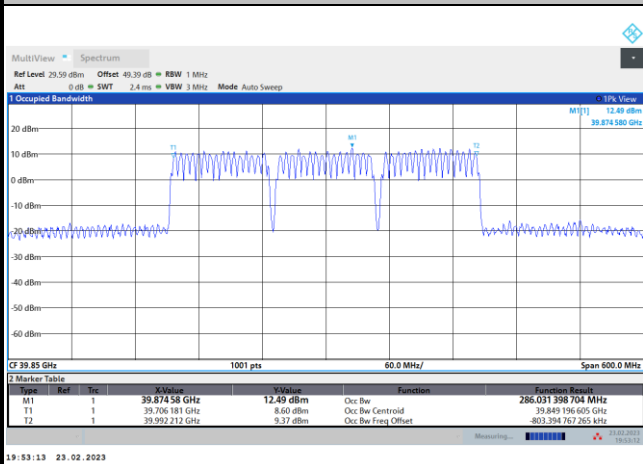 MultiView Spectrum
Ref Level 29.59 dBm Offset 49.39 dB RBW 1 MHz
Att 0 dB SWT 2.4 ms VBW 3 MHz Mode Auto Sweep
1 Occupied Bandwidth 1Pk View
M1[1] 12.49 dBm
39.874 580 GHz
20 dBm
M1
T1 T2
10 dBm
0 dBm
-10 dBm
-20 dBm
-30 dBm
-40 dBm
-50 dBm
-60 dBm
CF 39.85 GHz 1001 pts 60.0 MHz/ Span 600.0 MHz
2 Marker Table
Type Ref Trc X-Value Y-Value Function Function Result
M1 1 39.874 58 GHz 12.49 dBm Occ Bw 286.031 398 704 MHz
T1 1 39.706 181 GHz 8.60 dBm Occ Bw Centroid 39.849 196 605 GHz
T2 1 39.992 212 GHz 9.37 dBm Occ Bw Freq Offset -803.394 767 265 kHz
Measuring... 23.02.2023
19:53:12
19:53:13 23.02.2023